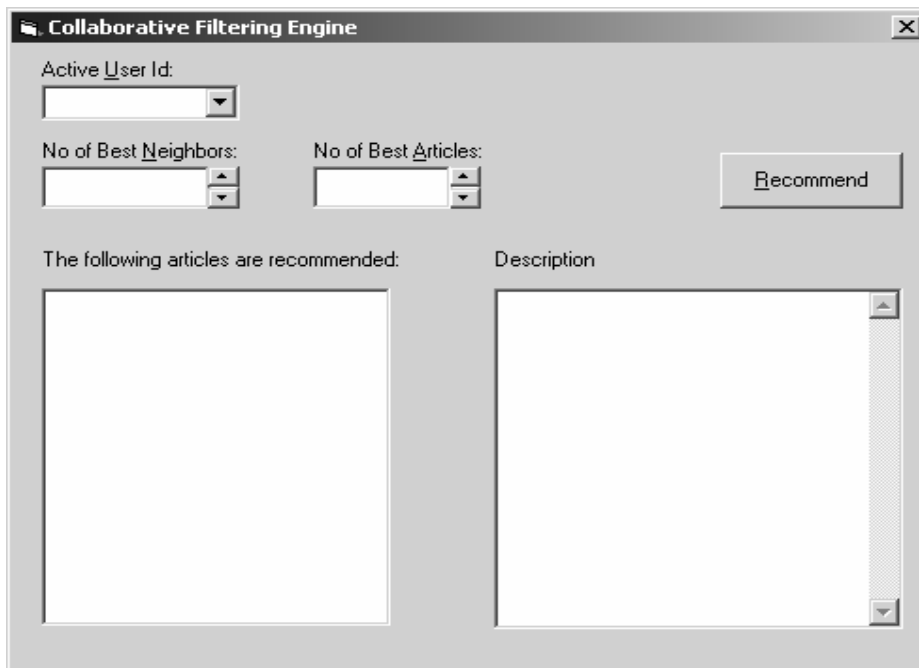 Collaborative Filtering Engine
Active User Id:
No of Best Neighbors: No of Best Articles:
Recommend
The following articles are recommended: Description